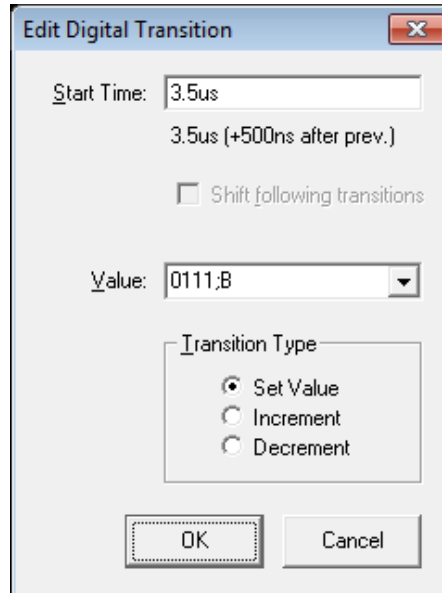 Edit Digital Transition
Start Time: 3.5us
3.5us (+500ns after prev.)
Shift following transitions
Value: 0111;B
Transition Type
Set Value
Increment
Decrement
OK Cancel